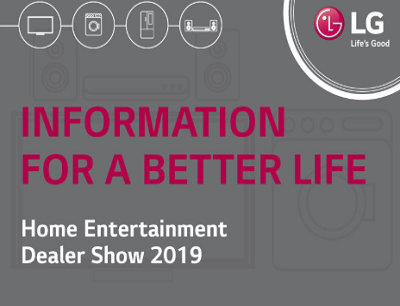 LG
Life's Good
INFORMATION
FOR A BETTER LIFE
Home Entertainment
Dealer Show 2019